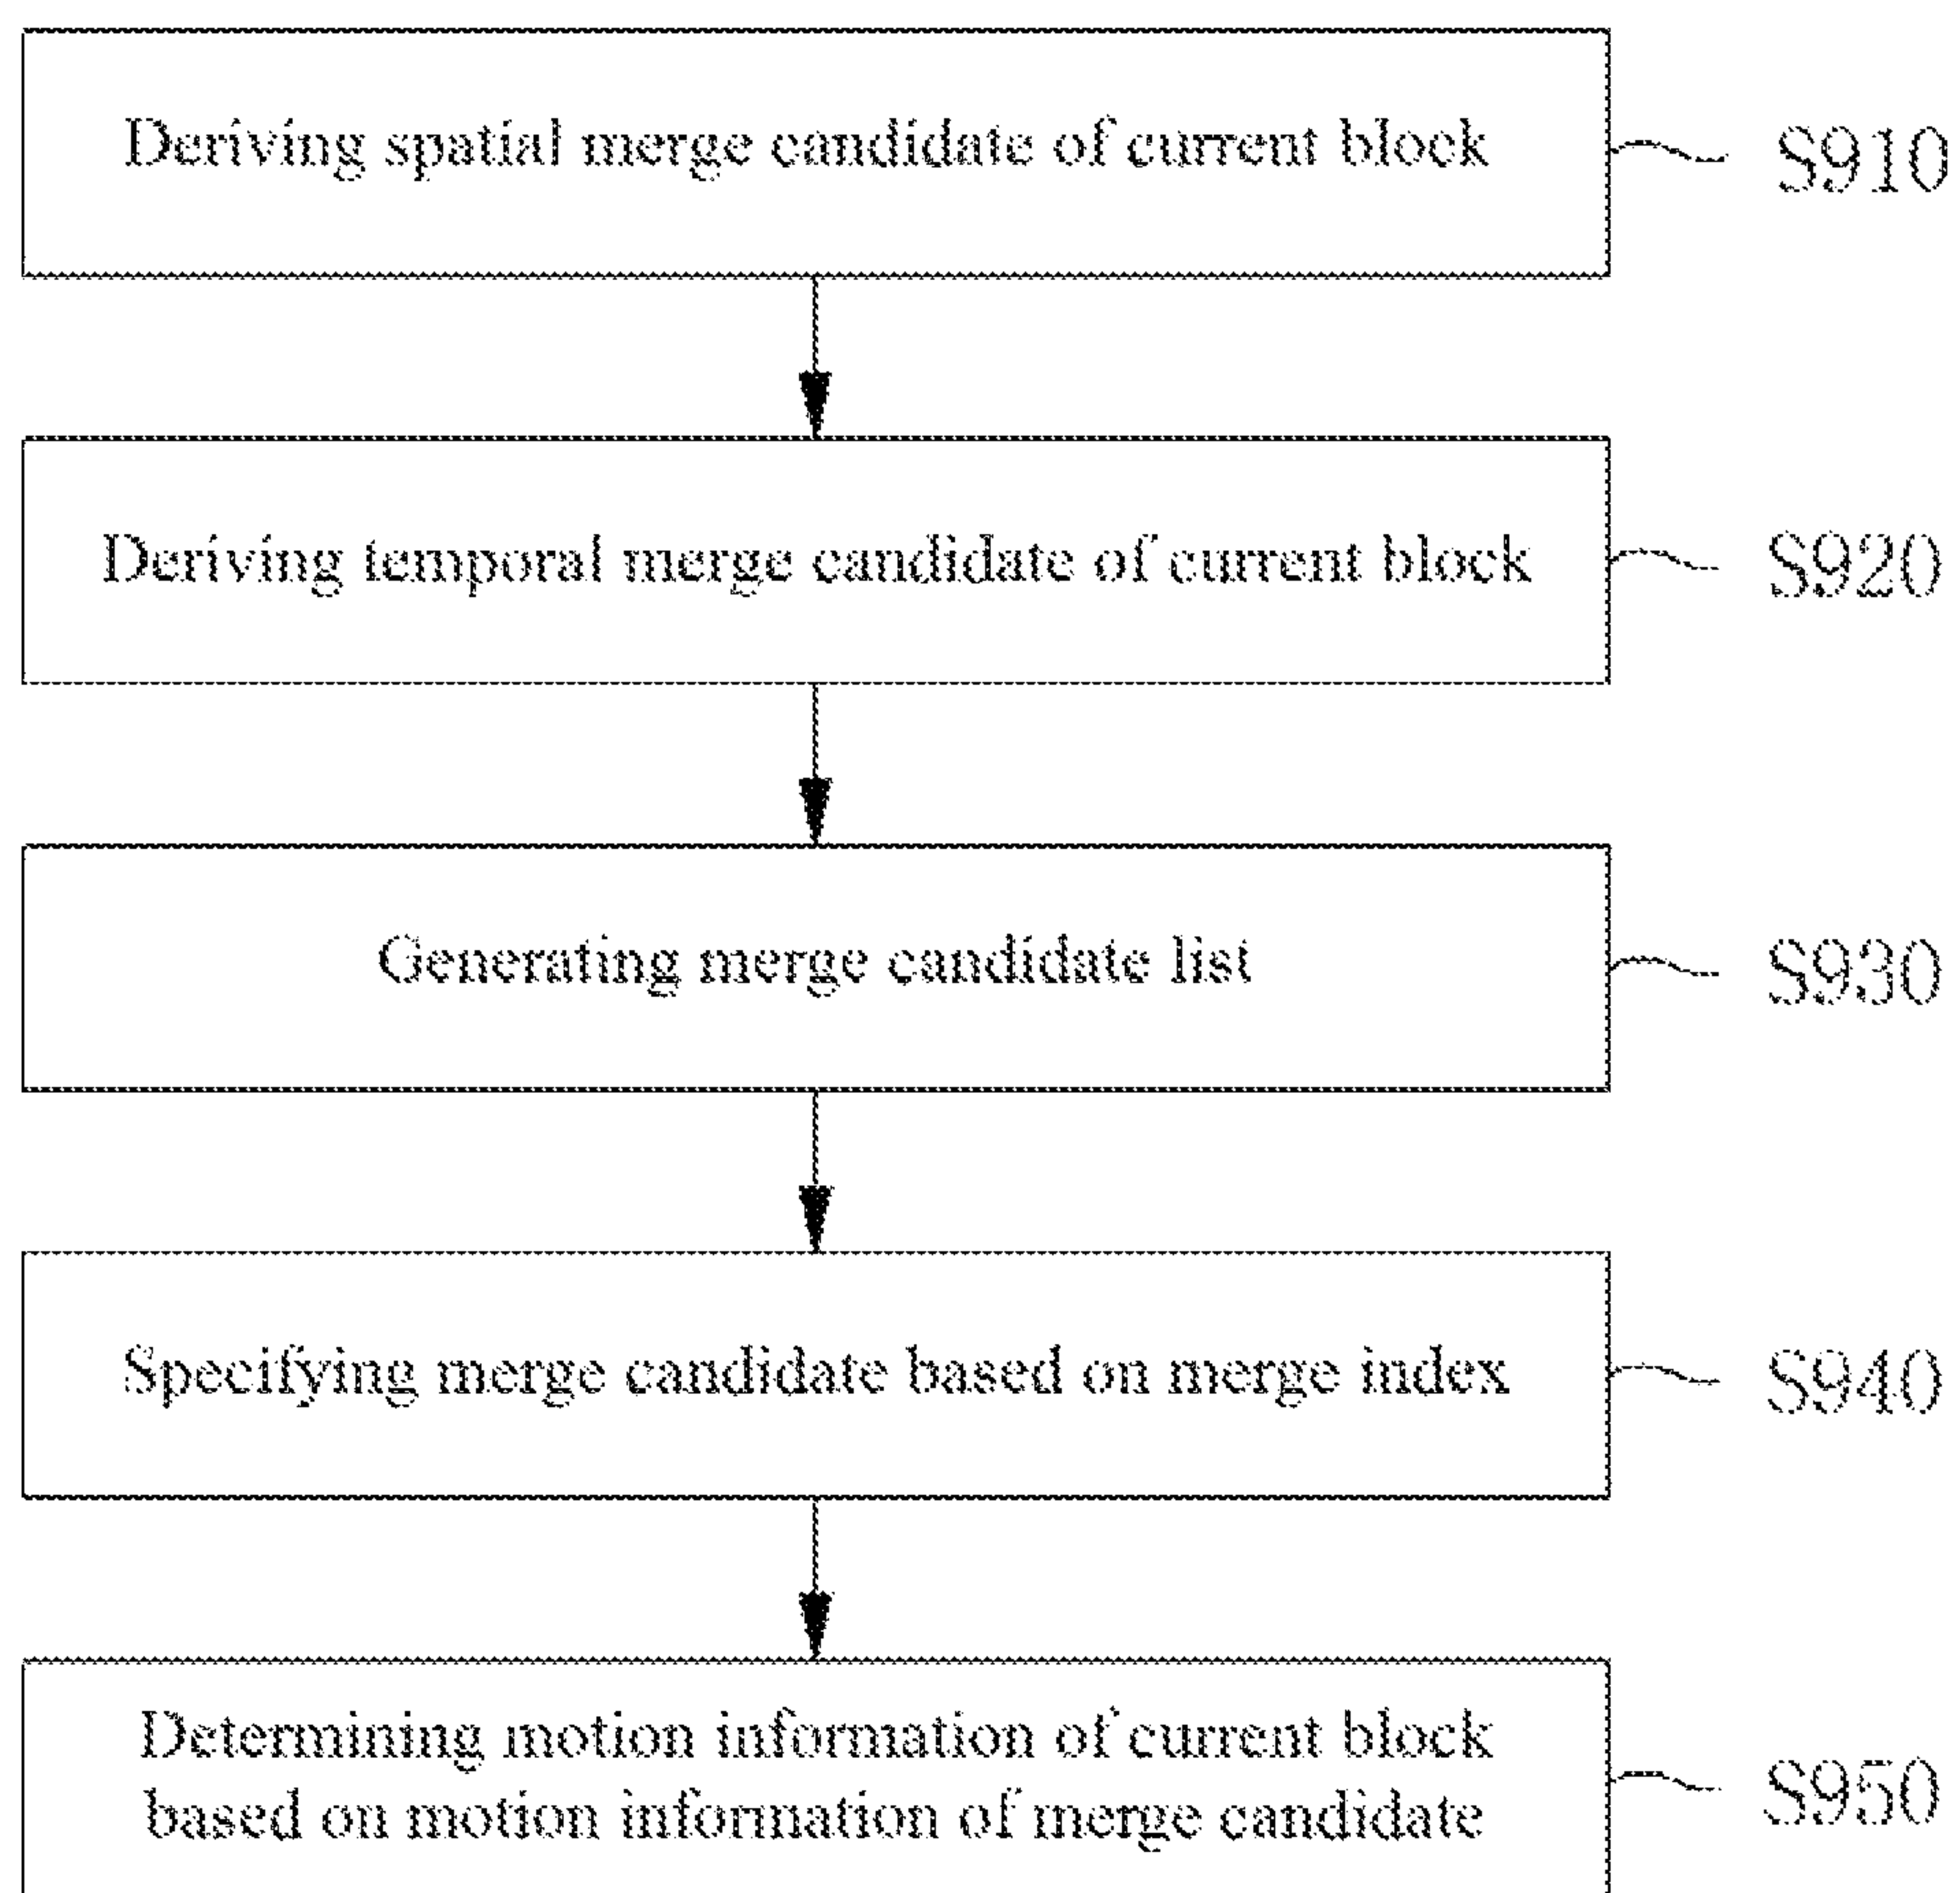 Deriving spatial merge candidate of current block
S910
Deriving temporal merge candidate of current block
S920
Generating merge candidate list
S930
Specifying merge candidate based on merge index
S940
Determining motion information of current block
based on motion information of merge candidate
S950